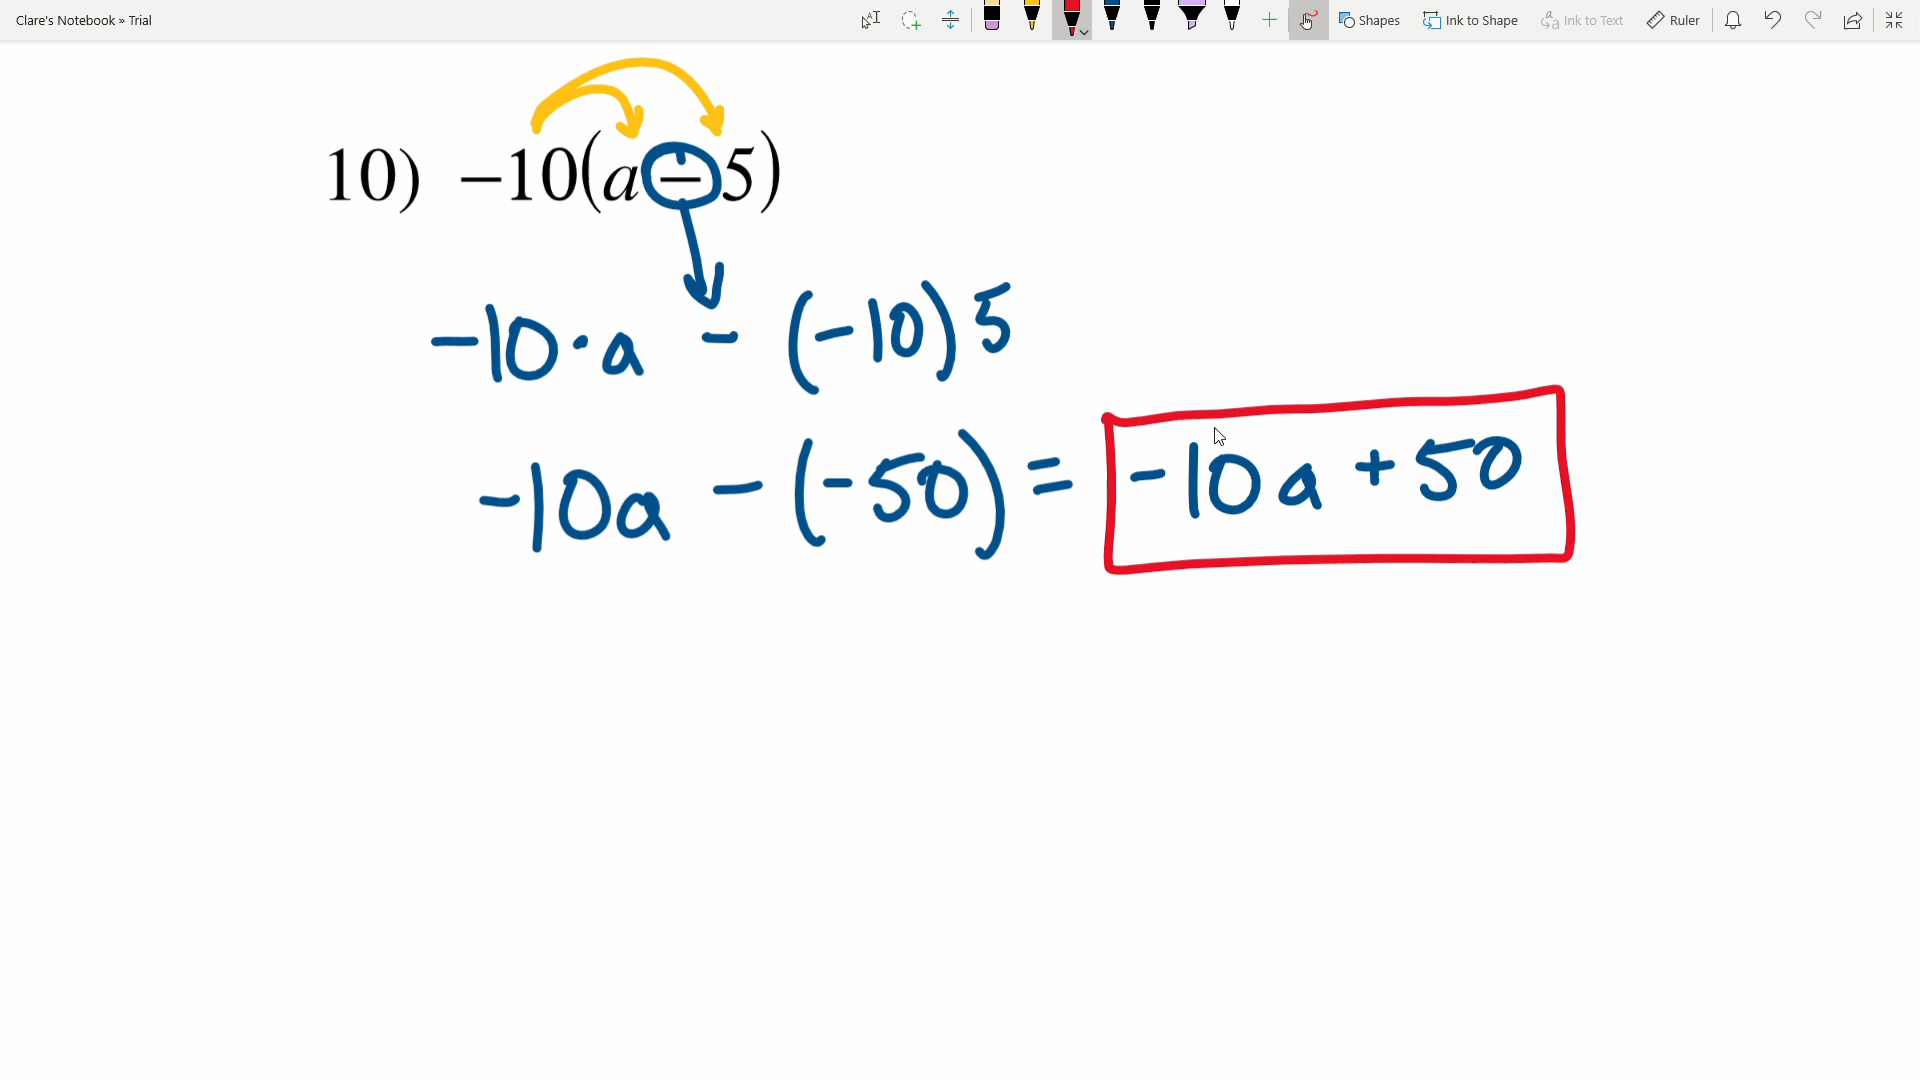 Clare's Notebook » Trial
Shapes
Ink to Shape
Ink to Text
Ruler
10) −10(a − 5)
-10·a - (-10)5
-10a - (-50) = -10a + 50